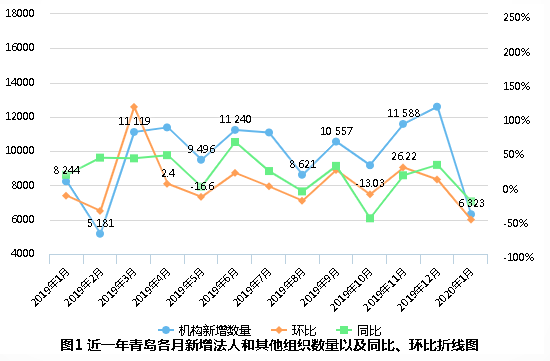 18000
16000
14000
12000
10000
8000
6000
4000
250%
200%
150%
100%
50%
0%
-50%
-100%
8 244
5 181
11 119
2.4
9 496
-16.6
11 240
8 621
10 557
-13.03
11 588
26.22
6 323
2019年1月
2019年2月
2019年3月
2019年4月
2019年5月
2019年6月
2019年7月
2019年8月
2019年9月
2019年10月
2019年11月
2019年12月
2020年1月
机构新增数量 环比 同比
图1 近一年青岛各月新增法人和其他组织数量以及同比、环比折线图